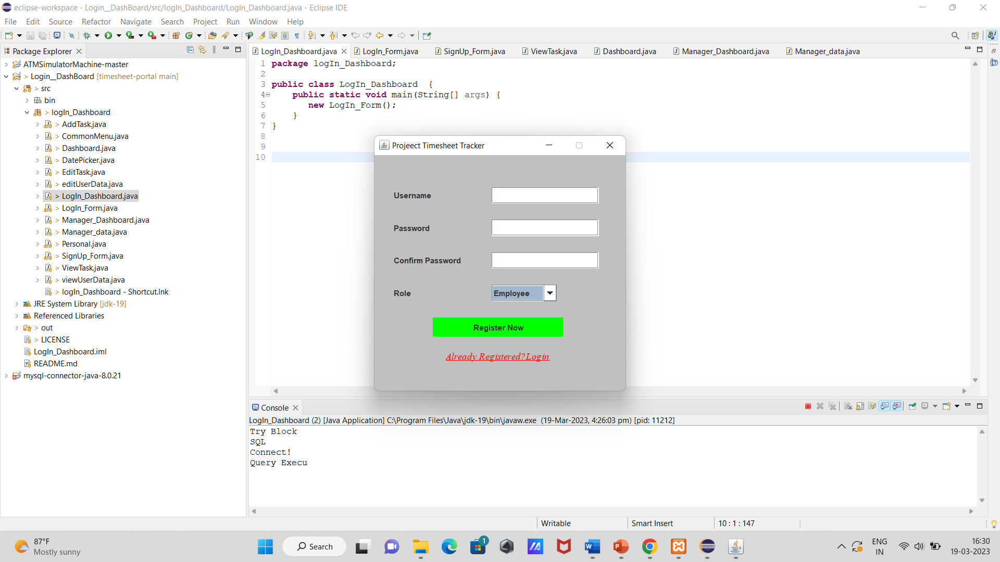 eclipse-workspace - Login__DashBoard/src/logIn_Dashboard/LogIn_Dashboard.java - Eclipse IDE
File Edit Source Refactor Navigate Search Project Run Window Help
Package Explorer
ATMSimulatorMachine-master
> Login__DashBoard [timesheet-portal main]
> src
bin
> logIn_Dashboard
> AddTask.java
> CommonMenu.java
> Dashboard.java
> DatePicker.java
> EditTask.java
> editUserData.java
> LogIn_Dashboard.java
> LogIn_Form.java
> Manager_Dashboard.java
> Manager_data.java
> Personal.java
> SignUp_Form.java
> ViewTask.java
> viewUserData.java
> logIn_Dashboard - Shortcut.lnk
JRE System Library [jdk-19]
Referenced Libraries
> out
> LICENSE
LogIn_Dashboard.iml
README.md
mysql-connector-java-8.0.21
LogIn_Dashboard.java LogIn_Form.java SignUp_Form.java ViewTask.java Dashboard.java Manager_Dashboard.java Manager_data.java
1 package logIn_Dashboard;
2
3 public class LogIn_Dashboard {
4 public static void main(String[] args) {
5 new LogIn_Form();
6 }
7 }
8
9
10
Projeect Timesheet Tracker
Username
Password
Confirm Password
Role Employee
Register Now
Already Registered?Login
Console
LogIn_Dashboard (2) [Java Application] C:\Program Files\Java\jdk-19\bin\javaw.exe (19-Mar-2023, 4:26:03 pm) [pid: 11212]
Try Block
SQL
Connect!
Query Execu
Writable Smart Insert 10 : 1 : 147
87°F
Mostly sunny
Search
1
ENG
IN
16:30
19-03-2023